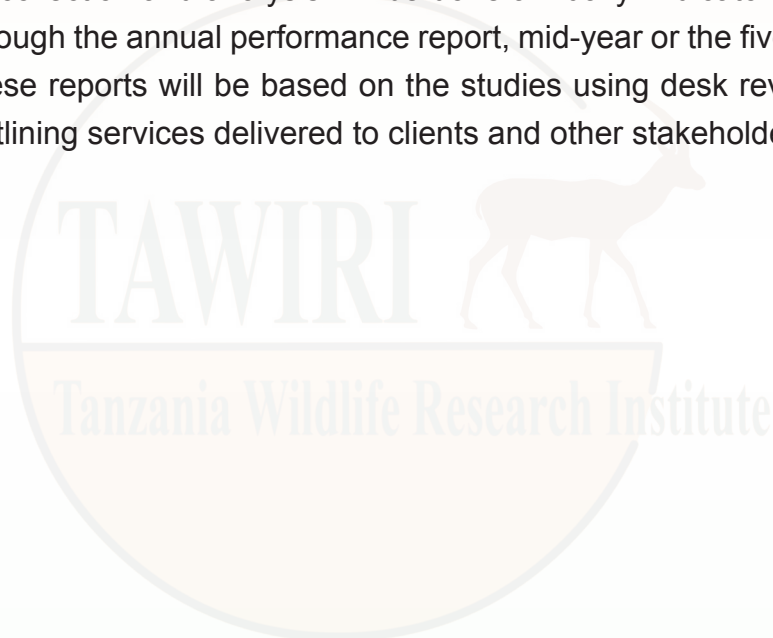 ough the annual performance report, mid-year or the fiv
ese reports will be based on the studies using desk rev
tlining services delivered to clients and other stakeholde
TAWIRI
Tanzania Wildlife Research Institute